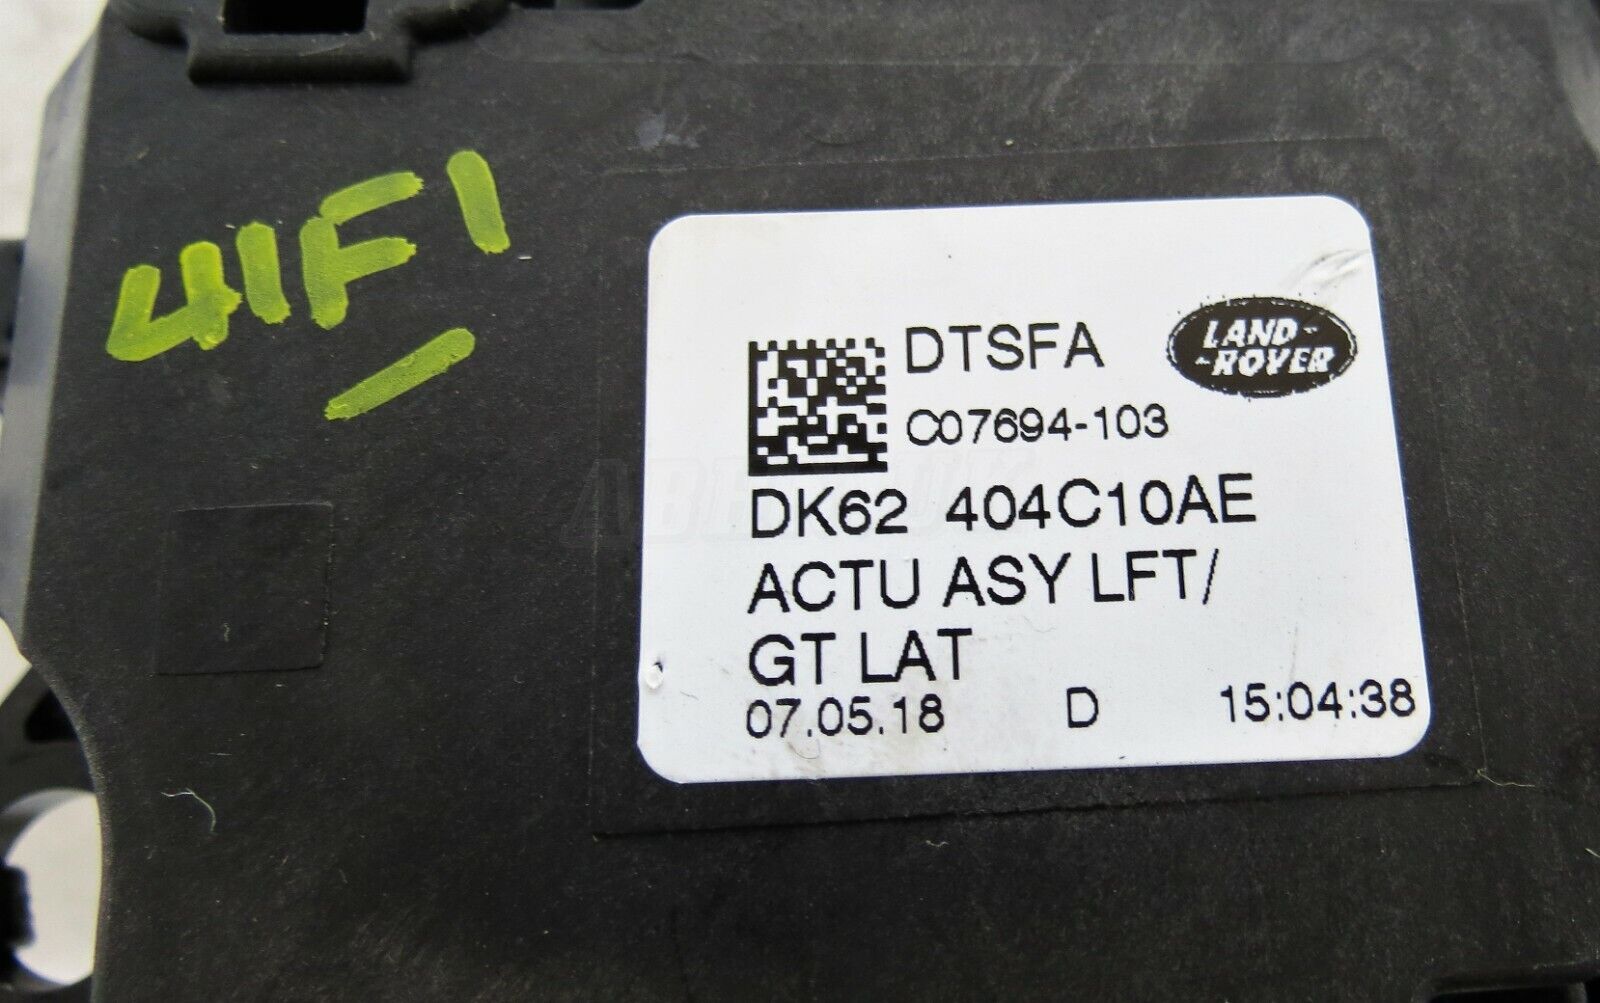 41F1
DTSFA
LAND-
-ROVER
C07694-103
DK62 404C10AE
ACTU ASY LFT/
GT LAT
07.05.18 D 15:04:38